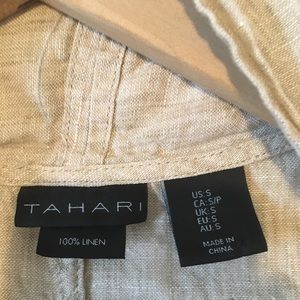 TAHARI
100% LINEN
US:S
CA:S/P
UK:S
EU:S
AU:S
MADE IN
CHINA